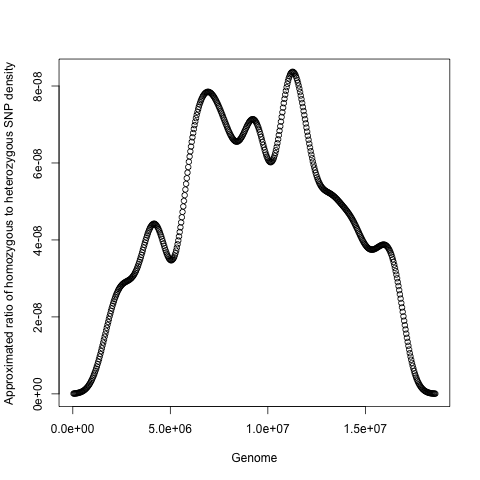 Approximated ratio of homozygous to heterozygous SNP density
8e-08
6e-08
4e-08
2e-08
0e+00
0.0e+00 5.0e+06 1.0e+07 1.5e+07
Genome